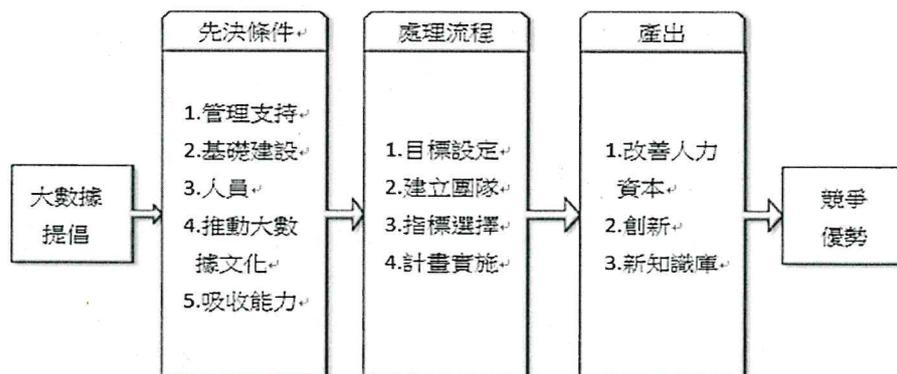 大數據
提倡
先決條件
1.管理支持
2.基礎建設
3.人員
4.推動大數
據文化
5.吸收能力
處理流程
1.目標設定
2.建立團隊
3.指標選擇
4.計畫實施
產出
1.改善人力
資本
2.創新
3.新知識庫
競爭
優勢